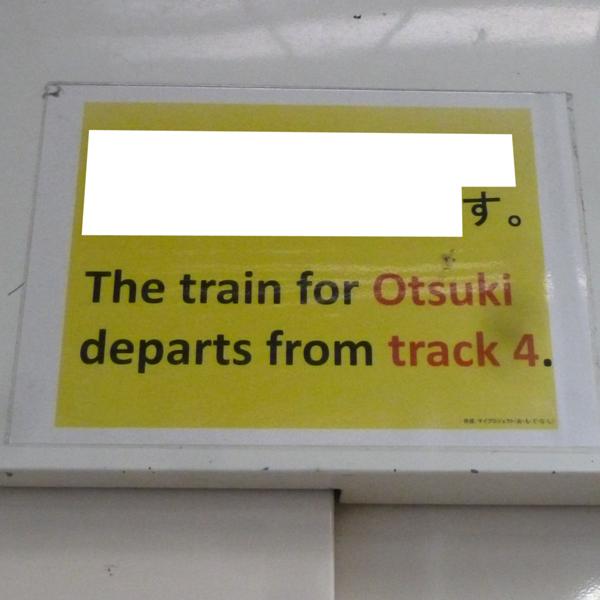 す。
The train for Otsuki
departs from track 4.